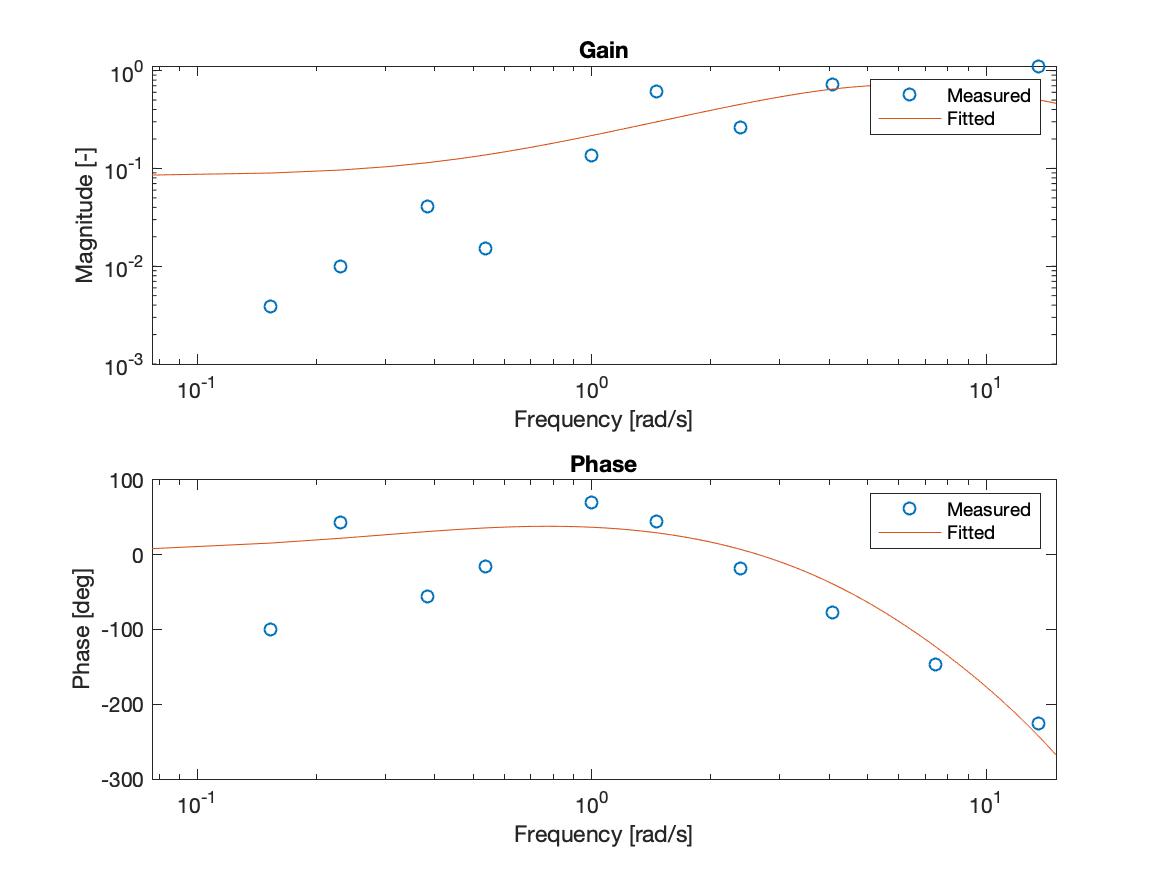 Gain
10^0
10^-1
10^-2
10^-3
Magnitude [-]
Measured
Fitted
10^-1 10^0 10^1
Frequency [rad/s]
Phase
100
0
-100
-200
-300
Phase [deg]
Measured
Fitted
10^-1 10^0 10^1
Frequency [rad/s]